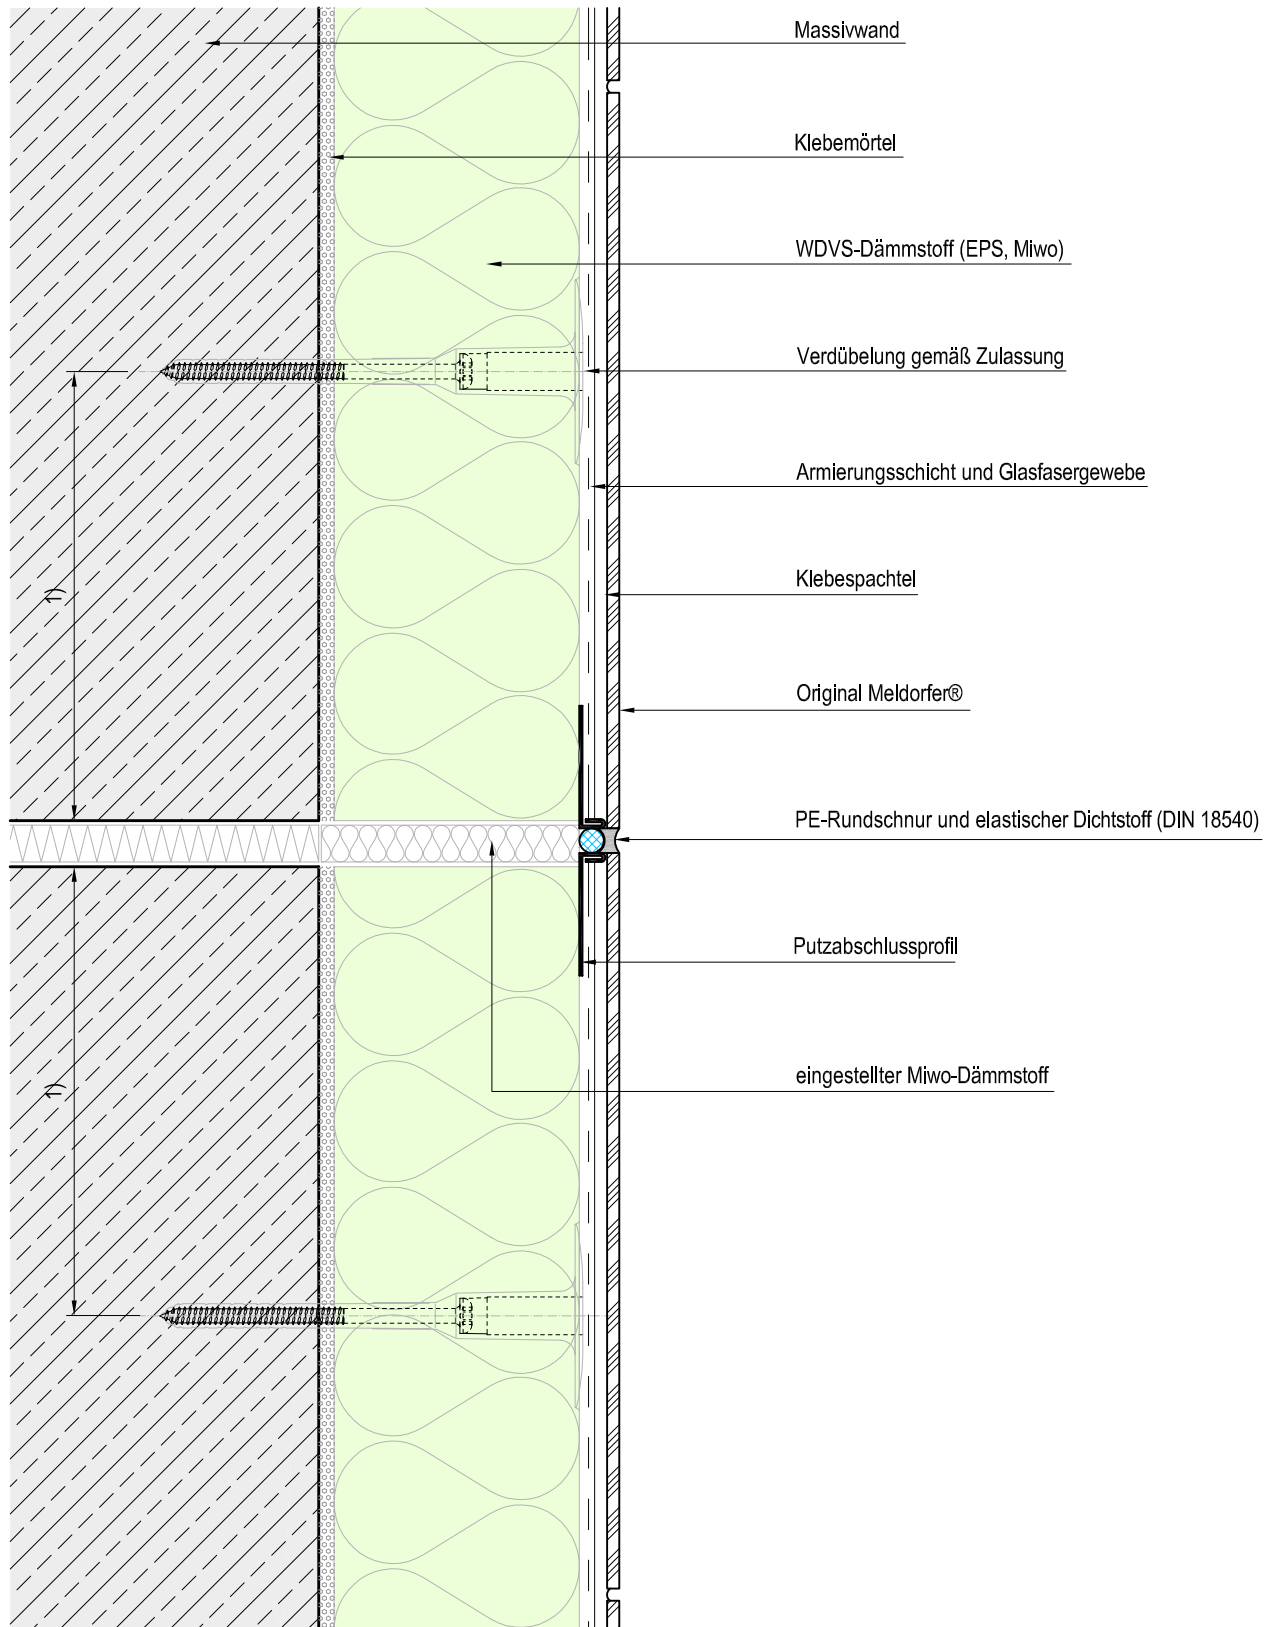 Massivwand
Klebemörtel
WDVS-Dämmstoff (EPS, Miwo)
Verdübelung gemäß Zulassung
Armierungsschicht und Glasfasergewebe
Klebespachtel
1)
Original Meldorfer®
PE-Rundschnur und elastischer Dichtstoff (DIN 18540)
Putzabschlussprofil
eingestellter Miwo-Dämmstoff
1)